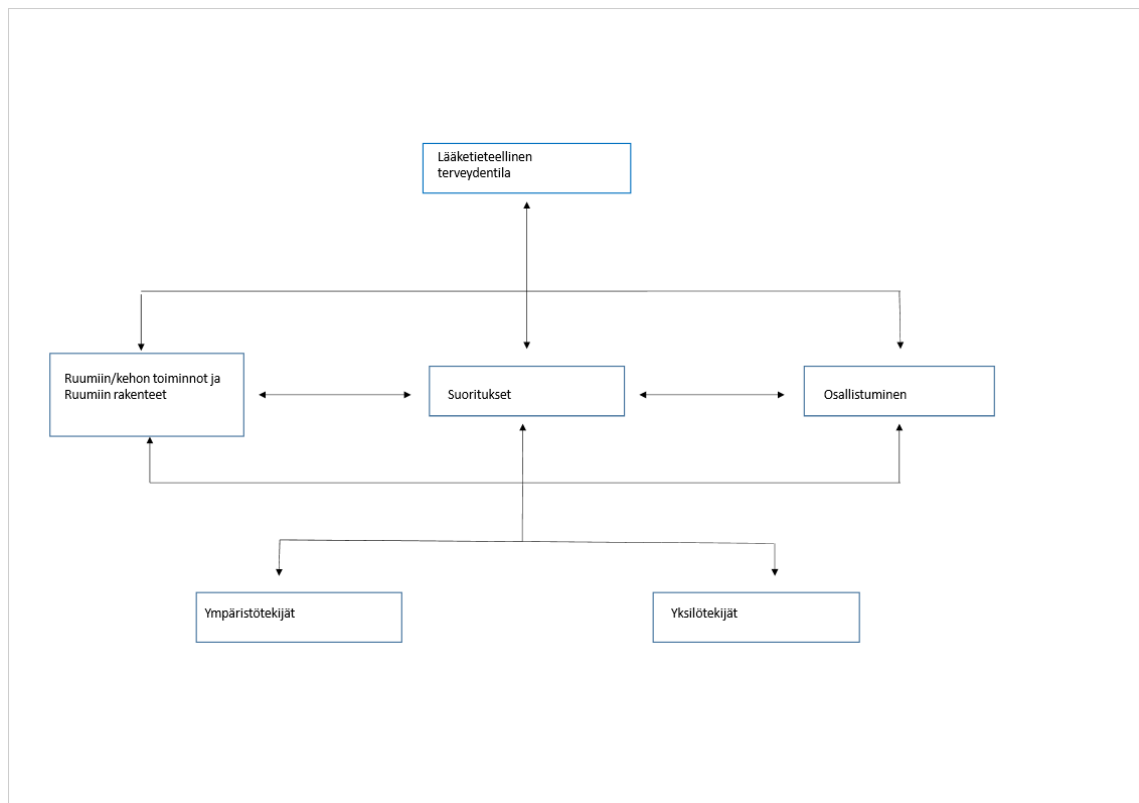 Lääketieteellinen
terveydentila
Ruumiin/kehon toiminnot ja
Ruumiin rakenteet
Suoritukset
Osallistuminen
Ympäristötekijät
Yksilötekijät